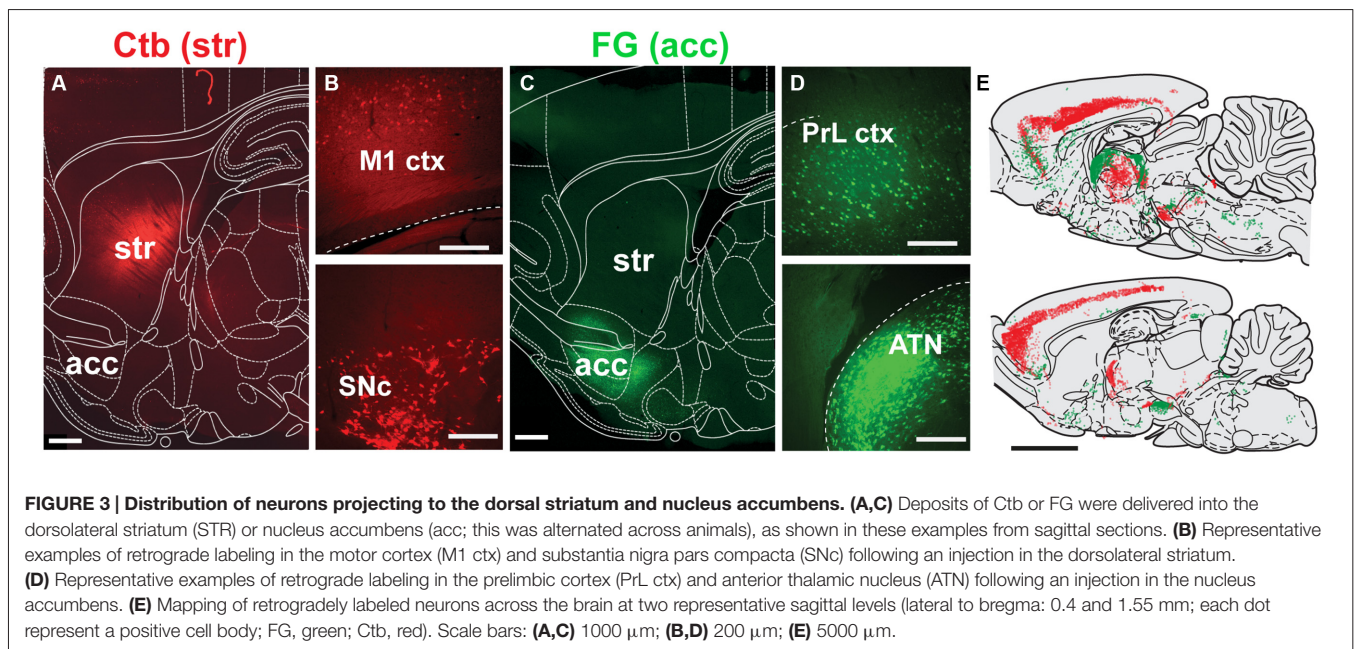 Ctb (str)
FG (acc)
A
B
C
D
E
str
acc
M1 ctx
SNc
str
acc
PrL ctx
ATN
FIGURE 3 | Distribution of neurons projecting to the dorsal striatum and nucleus accumbens. (A,C) Deposits of Ctb or FG were delivered into the
dorsolateral striatum (STR) or nucleus accumbens (acc; this was alternated across animals), as shown in these examples from sagittal sections. (B) Representative
examples of retrograde labeling in the motor cortex (M1 ctx) and substantia nigra pars compacta (SNc) following an injection in the dorsolateral striatum.
(D) Representative examples of retrograde labeling in the prelimbic cortex (PrL ctx) and anterior thalamic nucleus (ATN) following an injection in the nucleus
accumbens. (E) Mapping of retrogradely labeled neurons across the brain at two representative sagittal levels (lateral to bregma: 0.4 and 1.55 mm; each dot
represent a positive cell body; FG, green; Ctb, red). Scale bars: (A,C) 1000 μm; (B,D) 200 μm; (E) 5000 μm.